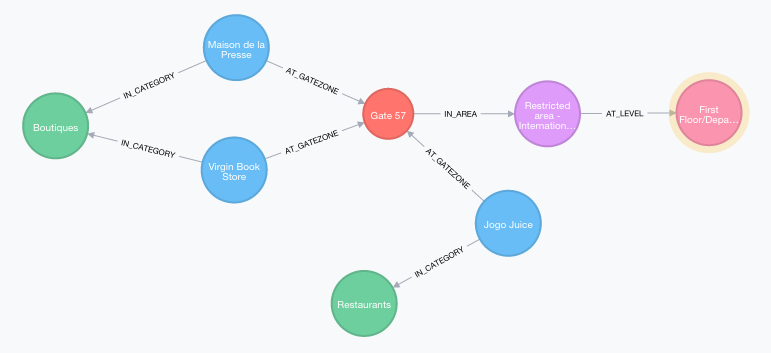 Maison de la
Presse
IN_CATEGORY
AT_GATEZONE
Boutiques
Gate 57
IN_AREA
Restricted
area -
Internation...
AT_LEVEL
First
Floor/Depa...
IN_CATEGORY
AT_GATEZONE
Virgin Book
Store
AT_GATEZONE
Jogo Juice
IN_CATEGORY
Restaurants